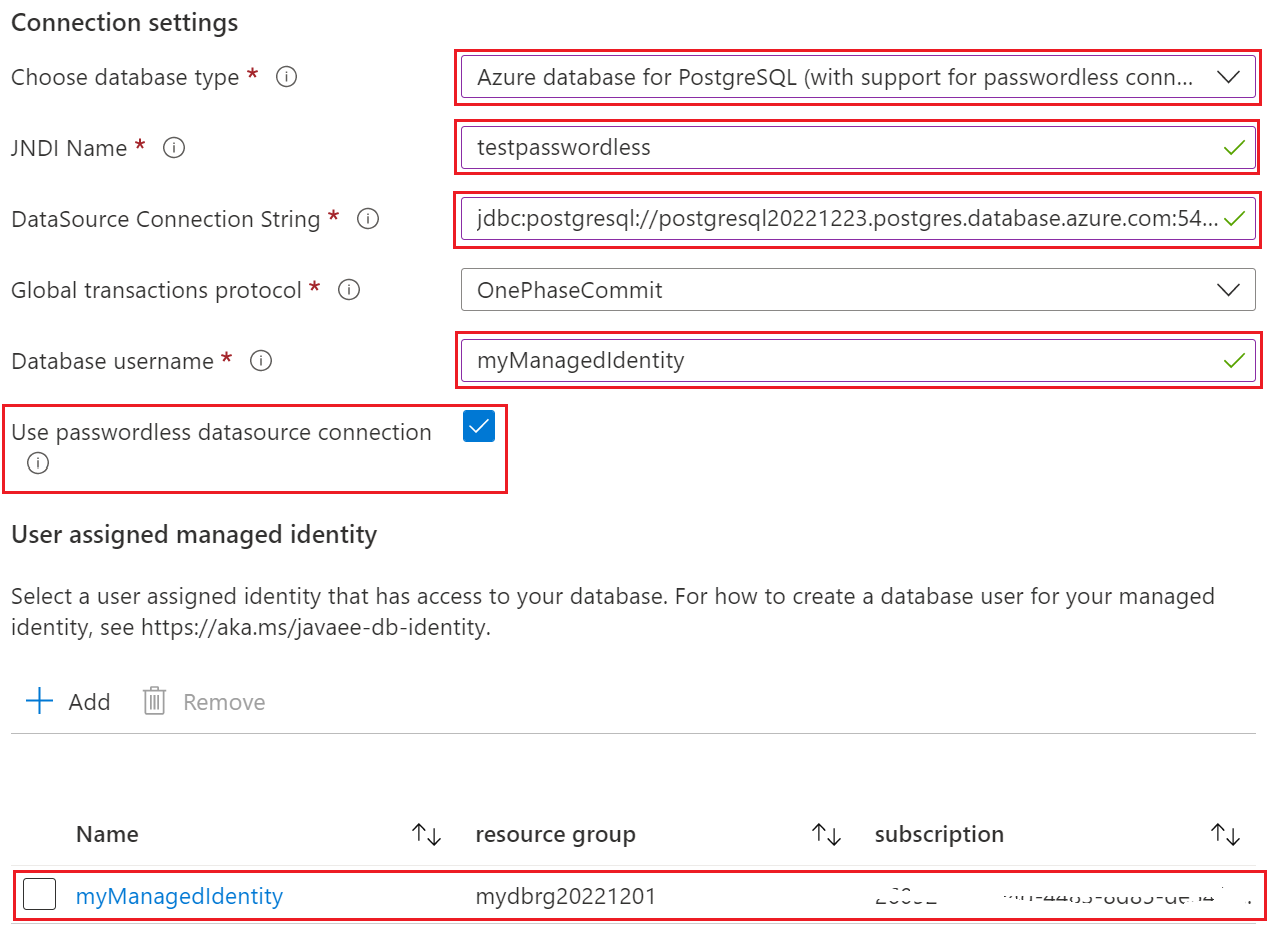 Connection settings
Choose database type *
Azure database for PostgreSQL (with support for passwordless conn...
JNDI Name *
testpasswordless
DataSource Connection String *
jdbc:postgresql://postgresql20221223.postgres.database.azure.com:54...
Global transactions protocol *
OnePhaseCommit
Database username *
myManagedIdentity
Use passwordless datasource connection
User assigned managed identity
Select a user assigned identity that has access to your database. For how to create a database user for your managed
identity, see https://aka.ms/javaee-db-identity.
Add Remove
Name resource group subscription
myManagedIdentity mydbrg20221201